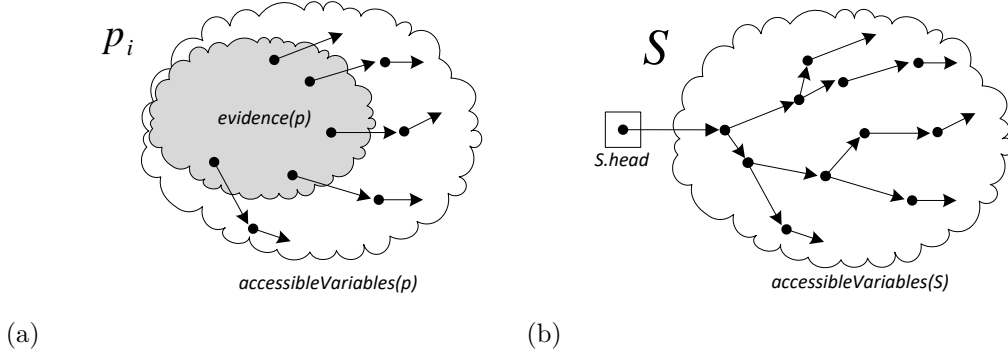 p_i
evidence(p)
accessibleVariables(p)
(a)
S
S.head
accessibleVariables(S)
(b)